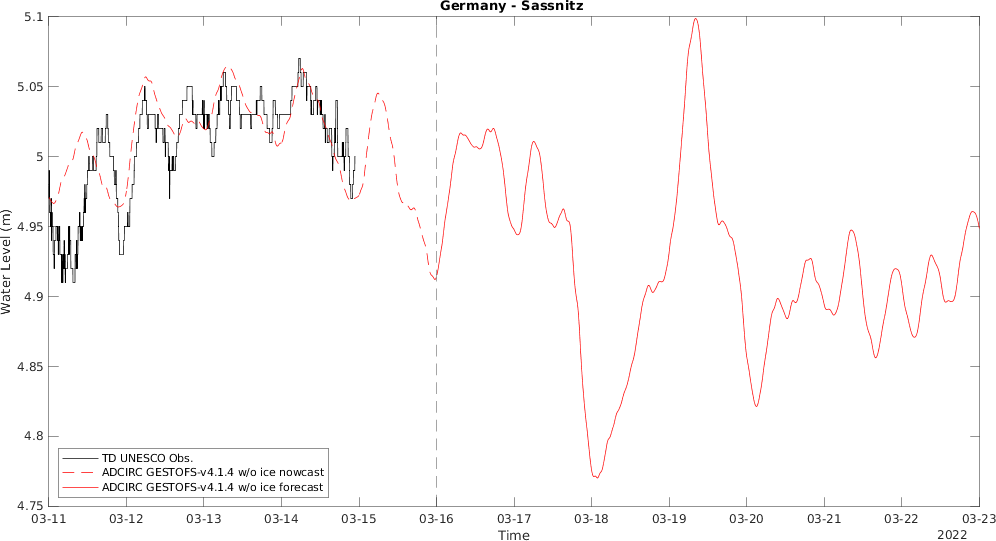 Germany - Sassnitz
5.1
5.05
5
4.95
4.9
4.85
4.8
4.75
Water Level (m)
TD UNESCO Obs.
ADCIRC GESTOFS-v4.1.4 w/o ice nowcast
ADCIRC GESTOFS-v4.1.4 w/o ice forecast
03-11 03-12 03-13 03-14 03-15 03-16 03-17 03-18 03-19 03-20 03-21 03-22 03-23
Time
2022